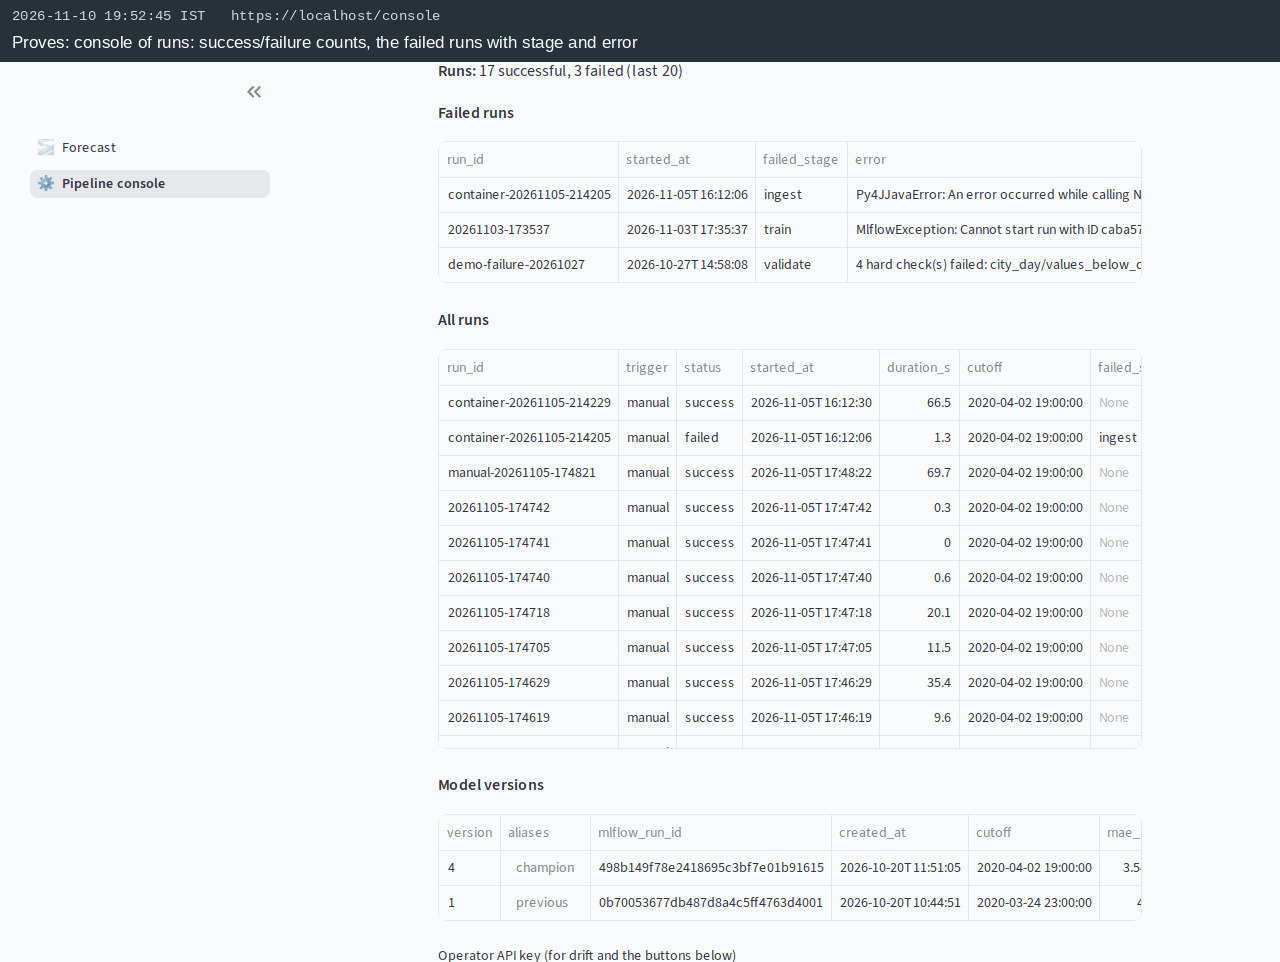 2026-11-10 19:52:45 IST https://localhost/console
Proves: console of runs: success/failure counts, the failed runs with stage and error
Runs: 17 successful, 3 failed (last 20)
Forecast
Pipeline console
Failed runs
run_id started_at failed_stage error
container-20261105-214205 2026-11-05T16:12:06 ingest Py4JJavaError: An error occurred while calling N
20261103-173537 2026-11-03T17:35:37 train MlflowException: Cannot start run with ID caba57
demo-failure-20261027 2026-10-27T14:58:08 validate 4 hard check(s) failed: city_day/values_below_c
All runs
run_id trigger status started_at duration_s cutoff failed_s
container-20261105-214229 manual success 2026-11-05T16:12:30 66.5 2020-04-02 19:00:00 None
container-20261105-214205 manual failed 2026-11-05T16:12:06 1.3 2020-04-02 19:00:00 ingest
manual-20261105-174821 manual success 2026-11-05T17:48:22 69.7 2020-04-02 19:00:00 None
20261105-174742 manual success 2026-11-05T17:47:42 0.3 2020-04-02 19:00:00 None
20261105-174741 manual success 2026-11-05T17:47:41 0 2020-04-02 19:00:00 None
20261105-174740 manual success 2026-11-05T17:47:40 0.6 2020-04-02 19:00:00 None
20261105-174718 manual success 2026-11-05T17:47:18 20.1 2020-04-02 19:00:00 None
20261105-174705 manual success 2026-11-05T17:47:05 11.5 2020-04-02 19:00:00 None
20261105-174629 manual success 2026-11-05T17:46:29 35.4 2020-04-02 19:00:00 None
20261105-174619 manual success 2026-11-05T17:46:19 9.6 2020-04-02 19:00:00 None
Model versions
version aliases mlflow_run_id created_at cutoff mae_
4 champion 498b149f78e2418695c3bf7e01b91615 2026-10-20T11:51:05 2020-04-02 19:00:00 3.5
1 previous 0b70053677db487d8a4c5ff4763d4001 2026-10-20T10:44:51 2020-03-24 23:00:00 4
Operator API key (for drift and the buttons below)